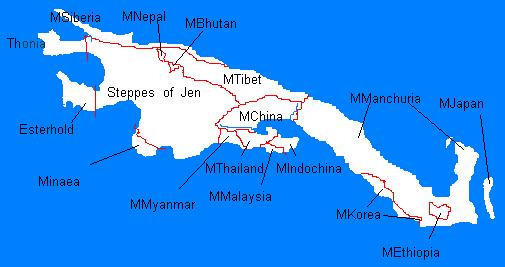 MSiberia
MNepal
MBhutan
Thonia
MTibet
Steppes of Jen
MManchuria
MJapan
MChina
Esterhold
MThailand
MIndochina
Minaea
MMalaysia
MMyanmar
MKorea
MEthiopia